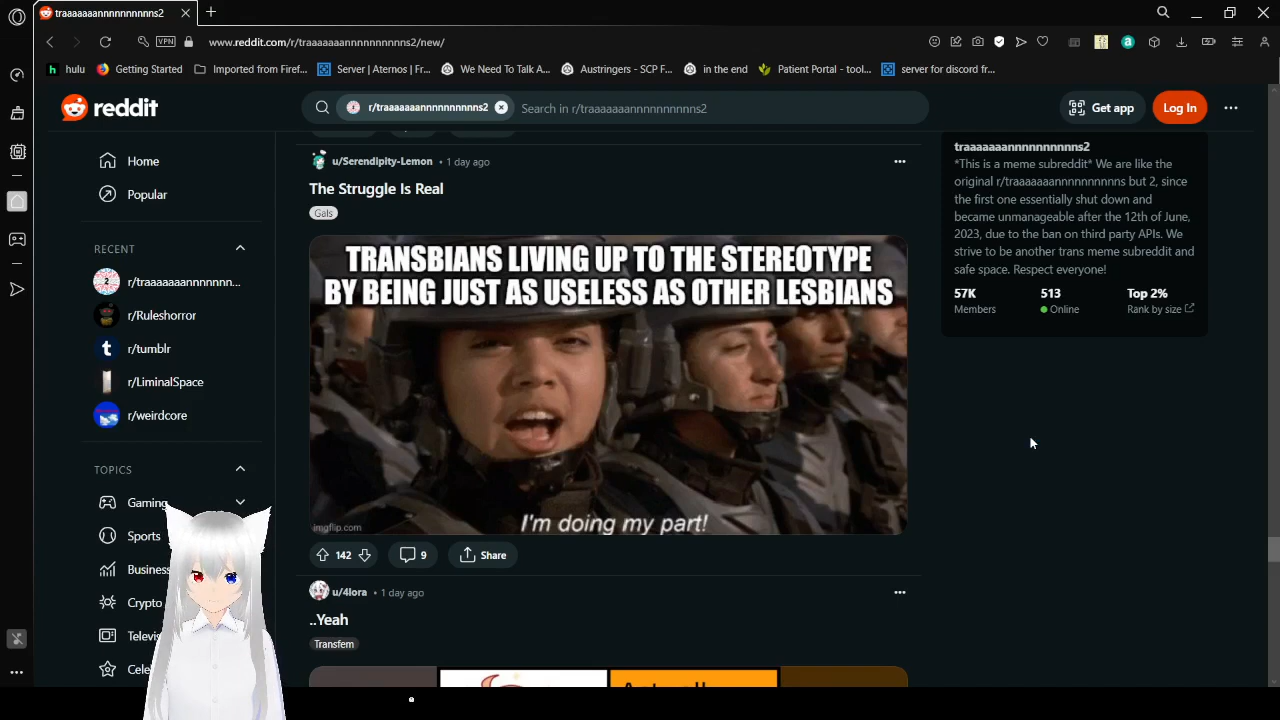 traaaaaaannnnnnnnnns2
VPN
www.reddit.com/r/traaaaaaannnnnnnnnns2/new/
hulu
Getting Started
Imported from Firef...
Server | Aternos | Fr...
We Need To Talk A...
Austringers - SCP F...
in the end
Patient Portal - tool...
server for discord fr...
reddit
r/traaaaaaannnnnnnnnns2
Search in r/traaaaaaannnnnnnnnns2
Get app
Log In
Home
Popular
RECENT
r/traaaaaaannnnnnn...
r/Ruleshorror
r/tumblr
r/LiminalSpace
r/weirdcore
TOPICS
Gaming
Sports
Business
Crypto
Televi
Cele
u/Serendipity-Lemon • 1 day ago
The Struggle Is Real
Gals
TRANSBIANS LIVING UP TO THE STEREOTYPE
BY BEING JUST AS USELESS AS OTHER LESBIANS
I'm doing my part!
imgflip.com
142
9
Share
u/4lora • 1 day ago
..Yeah
Transfem
traaaaaaannnnnnnnnns2
*This is a meme subreddit* We are like the
original r/traaaaaaannnnnnnnnns but 2, since
the first one essentially shut down and
became unmanageable after the 12th of June,
2023, due to the ban on third party APIs. We
strive to be another trans meme subreddit and
safe space. Respect everyone!
57K
Members
513
Online
Top 2%
Rank by size